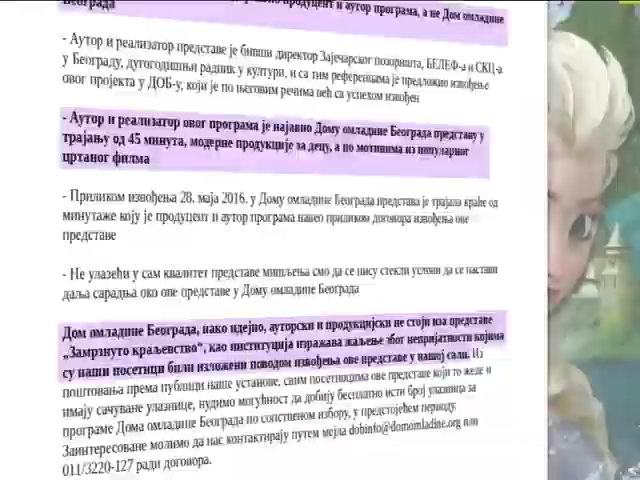 продуцент и аутор програма, а не Дом омладине
Београда
- Аутор и реализатор представе је бивши директор Зајечарског позоришта, БЕЛЕФ-а и СКЦ-а
у Београду, дугогодишњи радник у култури, и са тим референцама је предложио извођење
овог пројекта у ДОБ-у, који је по његовим речима већ са успехом извођен
- Аутор и реализатор овог програма је најавио Дому омладине Београда представу у
трајању од 45 минута, модерне продукције за децу, а по мотивима из популарног
цртаног филма
- Приликом извођења 28. маја 2016. у Дому омладине Београда представа је трајала краће од
минутаже коју је продуцент и аутор програма навео приликом договора извођења ове
представе
- Не улазећи у сам квалитет представе мишљења смо да се нису стекли услови да се настави
даља сарадња око ове представе у Дому омладине Београда
Дом омладине Београда, иако идејно, ауторски и продукцијски не стоји иза представе
„Замрзнуто краљевство“, као институција изражава жаљење због непријатности којима
су наши посетиоци били изложени поводом извођења ове представе у нашој сали. Из
поштовања према публици наше установе, свим посетиоцима ове представе који то желе и
имају сачуване улазнице, нудимо могућност да добију бесплатно исти број улазница за
програме Дома омладине Београда по сопственом избору, у предстојећем периоду.
Заинтересоване молимо да нас контактирају путем мејла dobinfo@domomladine.org или
011/3220-127 ради договора.